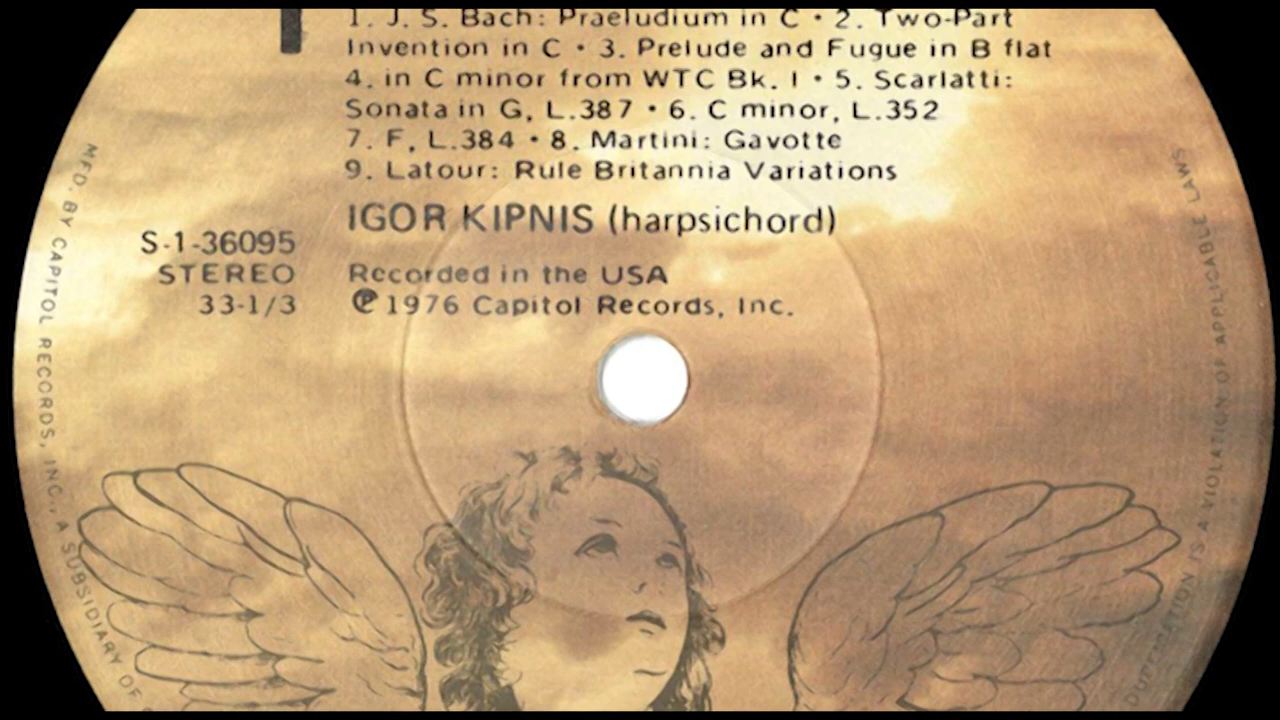 1. J. S. Bach: Praeludium in C • 2. Two-Part
Invention in C • 3. Prelude and Fugue in B flat
4. in C minor from WTC Bk. I • 5. Scarlatti:
Sonata in G, L.387 • 6. C minor, L.352
7. F, L.384 • 8. Martini: Gavotte
9. Latour: Rule Britannia Variations
IGOR KIPNIS (harpsichord)
S-1-36095
STEREO
33-1/3
Recorded in the USA
℗ 1976 Capitol Records, Inc.
MFD. BY CAPITOL RECORDS, INC., A SUBSIDIARY OF
DUPLICATION IS A VIOLATION OF APPLICABLE LAWS